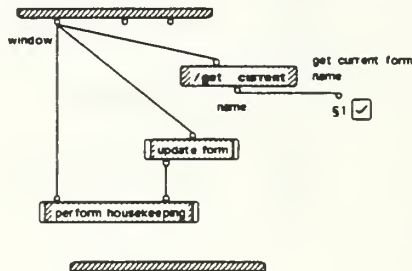 window
get current form
/get current
name
name
§1
update form
perform housekeeping